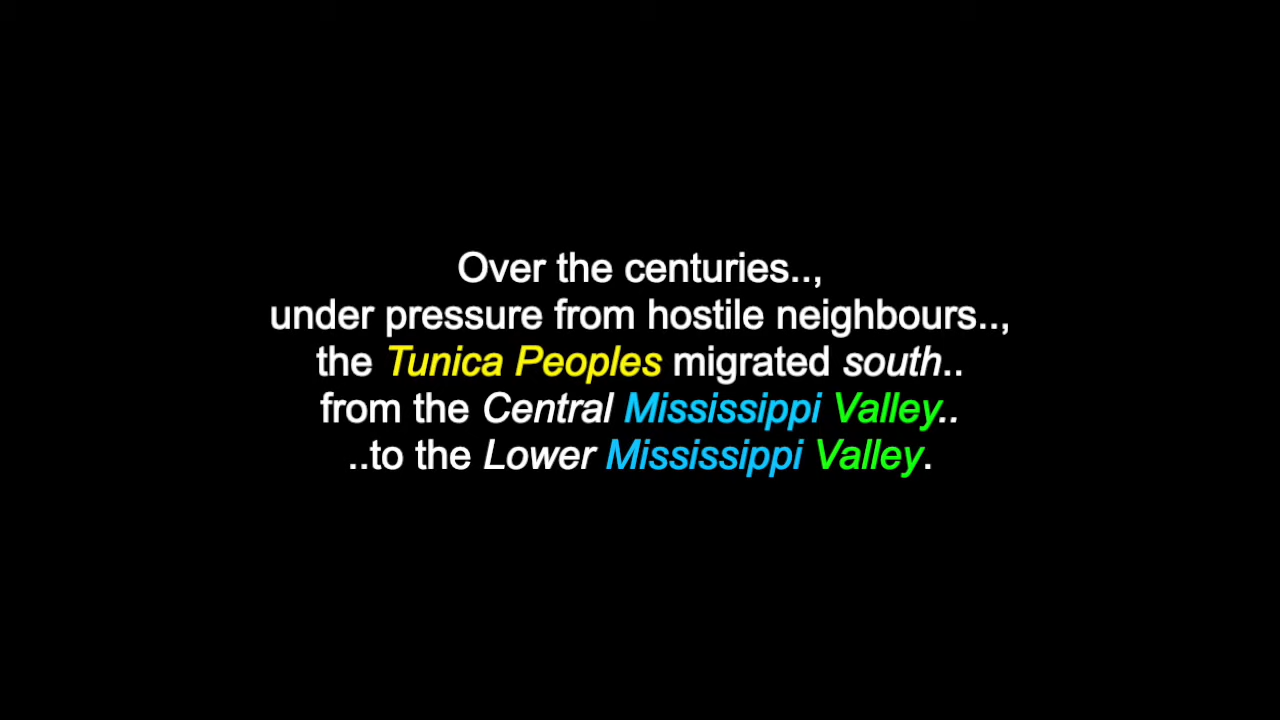 Over the centuries..,
under pressure from hostile neighbours..,
the Tunica Peoples migrated south..
from the Central Mississippi Valley..
..to the Lower Mississippi Valley.